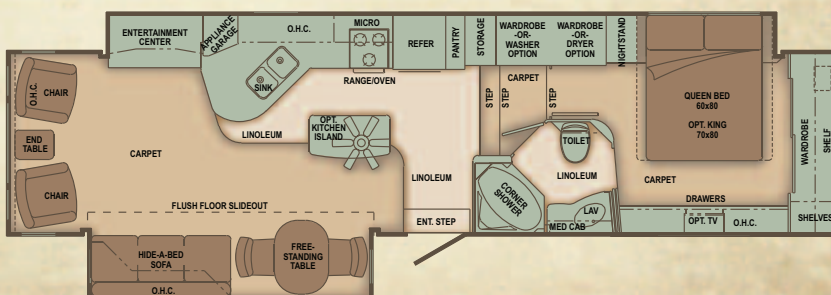 ENTERTAINMENT
CENTER
APPLIANCE
GARAGE
O.H.C.
MICRO
REFER
PANTRY
STORAGE
WARDROBE
-OR-
WASHER
OPTION
WARDROBE
-OR-
DRYER
OPTION
NIGHTSTAND
SINK
RANGE/OVEN
CARPET
STEP
STEP
STEP
QUEEN BED
60x80
OPT. KING
70x80
WARDROBE
SHELF
O.H.C.
CHAIR
END
TABLE
CHAIR
CARPET
LINOLEUM
OPT.
KITCHEN
ISLAND
LINOLEUM
TOILET
LINOLEUM
CARPET
DRAWERS
CORNER
SHOWER
LAV
MED CAB
OPT. TV
O.H.C.
SHELVES
FLUSH FLOOR SLIDEOUT
ENT. STEP
HIDE-A-BED
SOFA
FREE-
STANDING
TABLE
O.H.C.